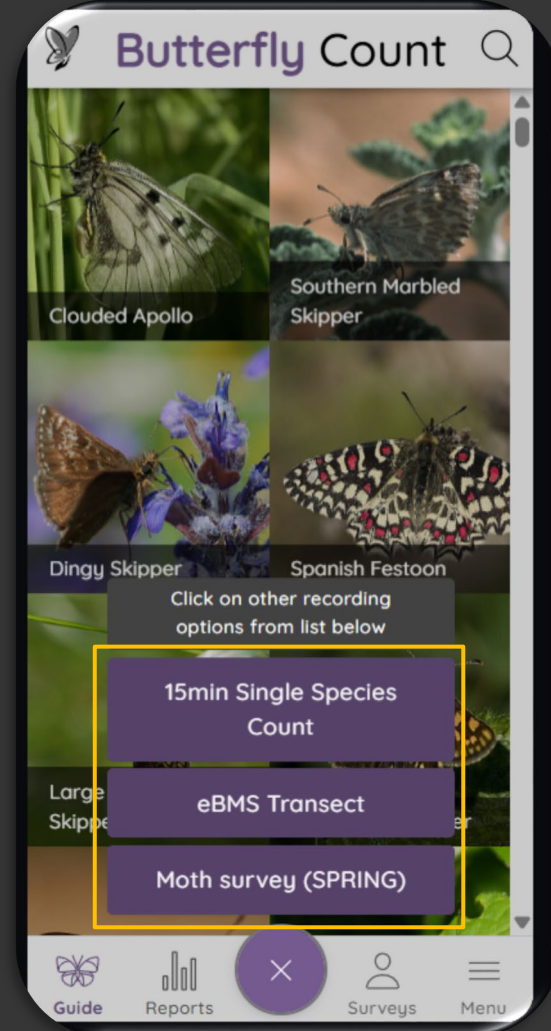 Butterfly Count
Clouded Apollo
Southern Marbled
Skipper
Dingy Skipper
Spanish Festoon
Click on other recording
options from list below
Large
15min Single Species
Count
eBMS Transect
Moth survey (SPRING)
Guide
Reports
Surveys
Menu